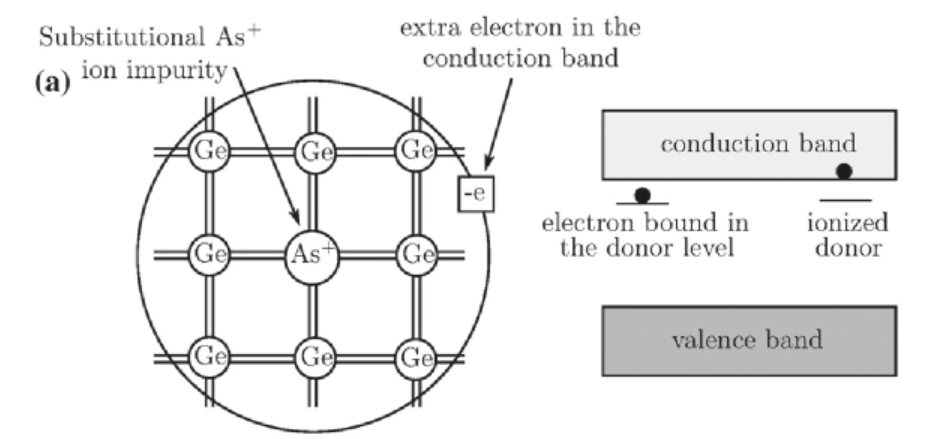 Substitutional As+
ion impurity
(a)
extra electron in the
conduction band
Ge
Ge
Ge
-e
Ge
As+
Ge
Ge
Ge
Ge
conduction band
electron bound in
the donor level
ionized
donor
valence band